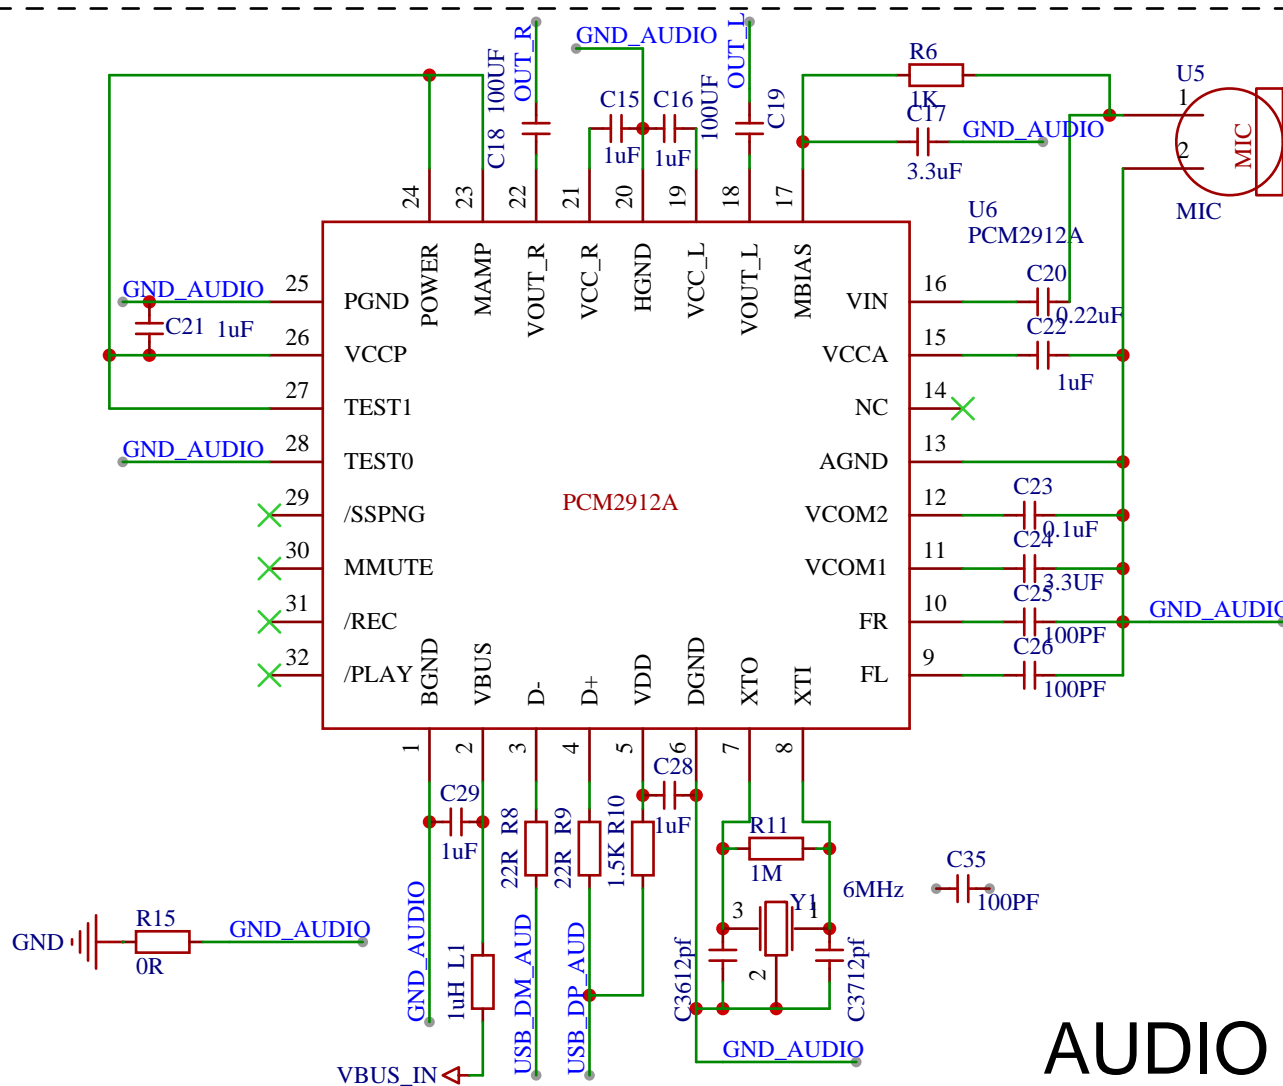 OUT_R
GND_AUDIO
OUT_L
C18 100UF
C15
1uF
C16
1uF
100UF
C19
R6
1K
C17
3.3uF
GND_AUDIO
U5
1
2
MIC
MIC
24
23
22
21
20
19
18
17
U6
PCM2912A
POWER
MAMP
VOUT_R
VCC_R
HGND
VCC_L
VOUT_L
MBIAS
GND_AUDIO
25
PGND
C21 1uF
26
VCCP
27
TEST1
GND_AUDIO
28
TEST0
29
/SSPNG
30
MMUTE
31
/REC
32
/PLAY
PCM2912A
VIN
16
C20
0.22uF
VCCA
15
C22
1uF
NC
14
AGND
13
VCOM2
12
C23
0.1uF
VCOM1
11
C24
3.3UF
FR
10
C25
100PF
GND_AUDIO
FL
9
C26
100PF
BGND
VBUS
D-
D+
VDD
DGND
XTO
XTI
1
2
3
4
5
6
7
8
C29
1uF
22R R8
22R R9
1.5K R10
C28
1uF
R11
1M
6MHz
Y1
3
1
2
C3612pf
C3712pf
C35
100PF
GND
R15
0R
GND_AUDIO
GND_AUDIO
1uH L1
USB_DM_AUD
USB_DP_AUD
GND_AUDIO
VBUS_IN
AUDIO